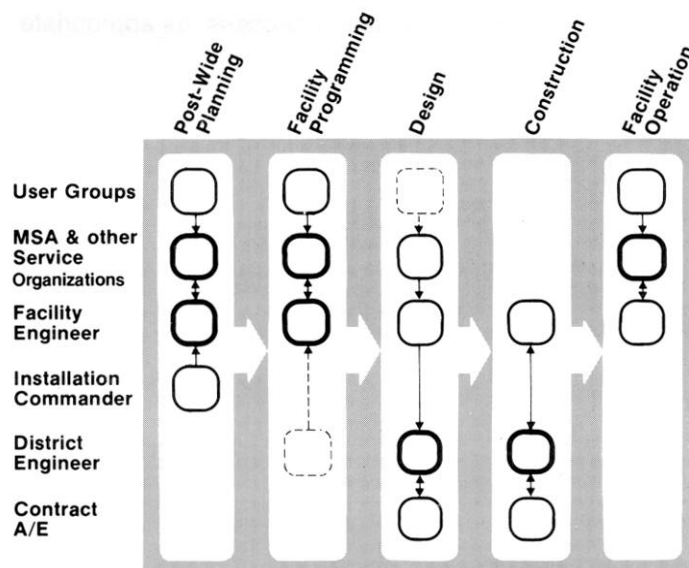 Post-Wide
Planning
Facility
Programming
Design
Construction
Facility
Operation
User Groups
MSA & other
Service
Organizations
Facility
Engineer
Installation
Commander
District
Engineer
Contract
A/E